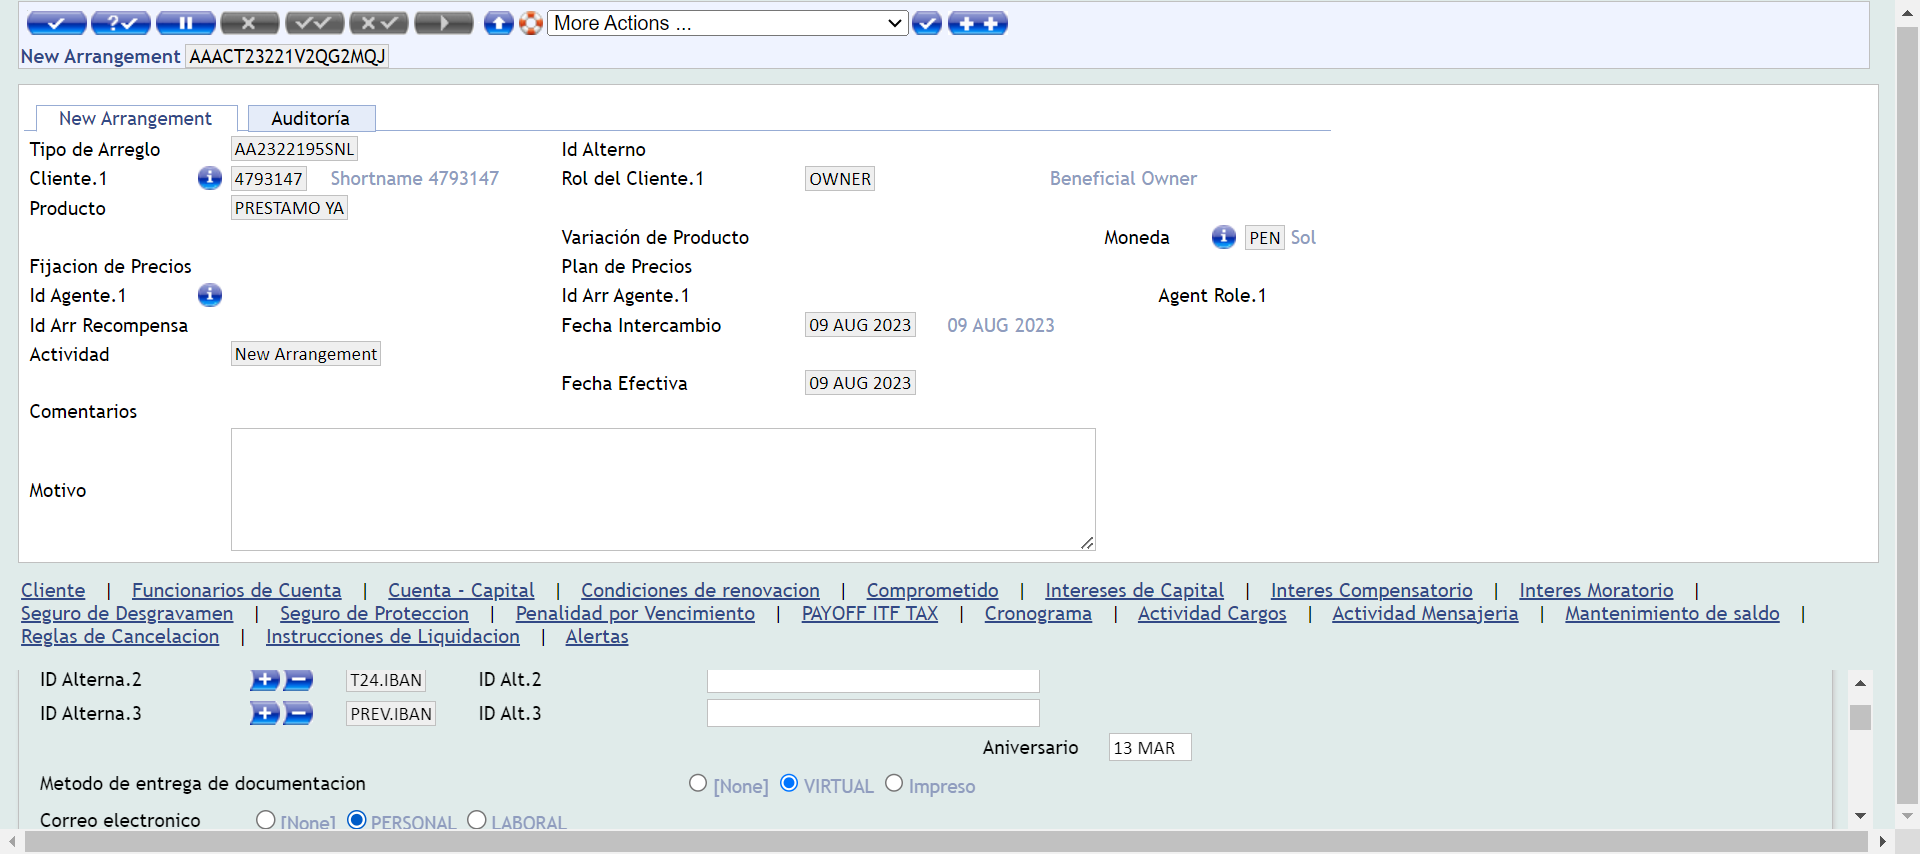 More Actions ...
New Arrangement AAACT23221V2QG2MQJ
New Arrangement Auditoría
Tipo de Arreglo AA2322195SNL Id Alterno
Cliente.1 4793147 Shortname 4793147 Rol del Cliente.1 OWNER Beneficial Owner
Producto PRESTAMO YA
Variación de Producto Moneda PEN Sol
Fijacion de Precios Plan de Precios
Id Agente.1 Id Arr Agente.1 Agent Role.1
Id Arr Recompensa Fecha Intercambio 09 AUG 2023 09 AUG 2023
Actividad New Arrangement
Fecha Efectiva 09 AUG 2023
Comentarios
Motivo
Cliente | Funcionarios de Cuenta | Cuenta - Capital | Condiciones de renovacion | Comprometido | Intereses de Capital | Interes Compensatorio | Interes Moratorio |
Seguro de Desgravamen | Seguro de Proteccion | Penalidad por Vencimiento | PAYOFF ITF TAX | Cronograma | Actividad Cargos | Actividad Mensajeria | Mantenimiento de saldo |
Reglas de Cancelacion | Instrucciones de Liquidacion | Alertas
ID Alterna.2 T24.IBAN ID Alt.2
ID Alterna.3 PREV.IBAN ID Alt.3
Aniversario 13 MAR
Metodo de entrega de documentacion [None] VIRTUAL Impreso
Correo electronico [None] PERSONAL LABORAL